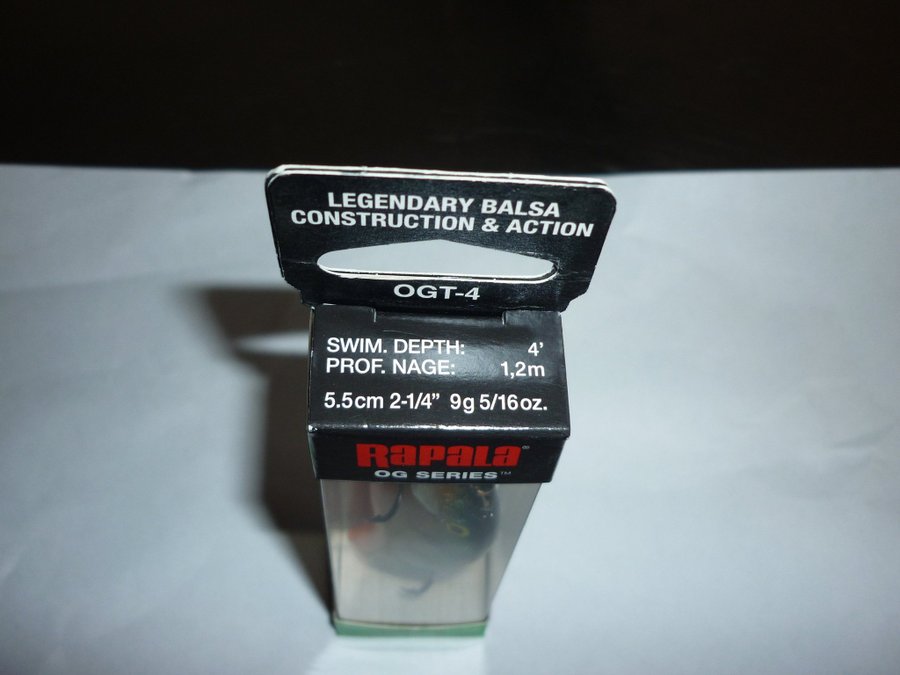 LEGENDARY BALSA
CONSTRUCTION & ACTION
OGT-4
SWIM. DEPTH: 4'
PROF. NAGE: 1,2m
5.5cm 2-1/4” 9g 5/16oz.
RAPALA®
OG SERIES™